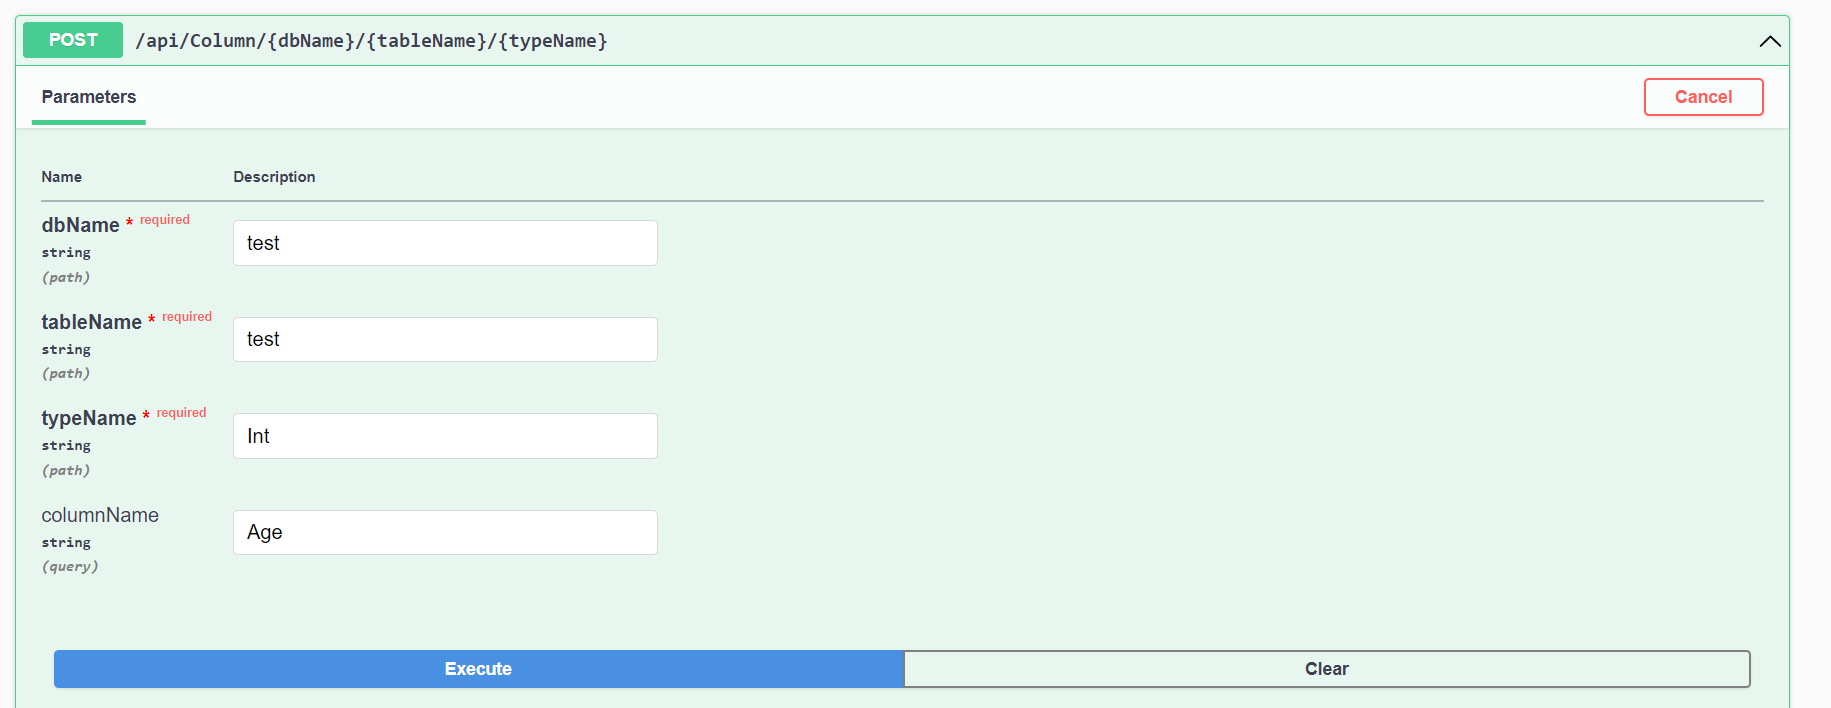 POST /api/Column/{dbName}/{tableName}/{typeName}
Parameters
Cancel
Name Description
dbName * required
string
(path)
test
tableName * required
string
(path)
test
typeName * required
string
(path)
Int
columnName
string
(query)
Age
Execute Clear